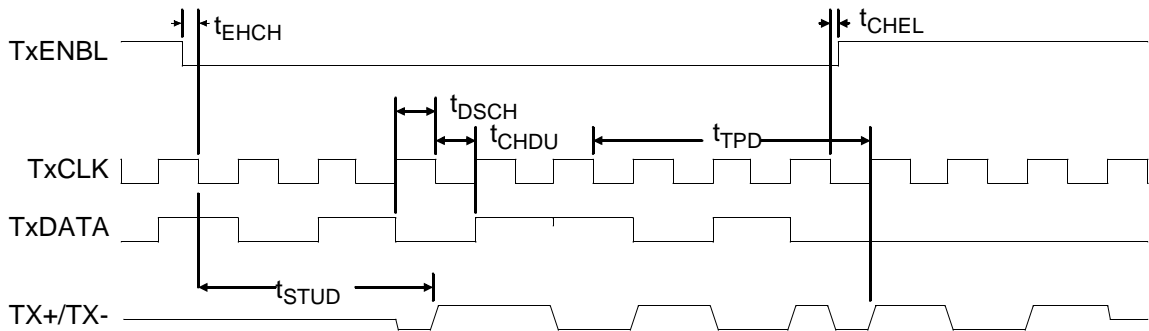 tEHCH
tCHEL
TxENBL
tDSCH
tCHDU
tTPD
TxCLK
TxDATA
tSTUD
TX+/TX-